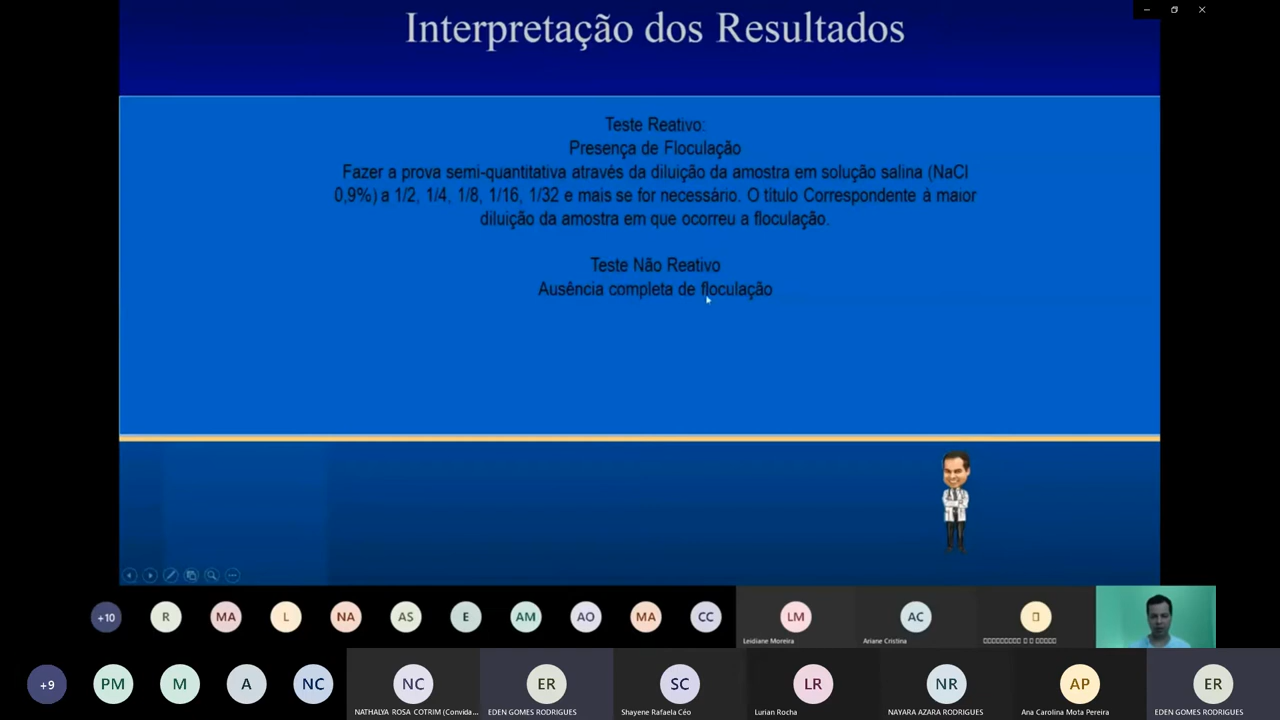 Interpretação dos Resultados
Teste Reativo:
Presença de Floculação
Fazer a prova semi-quantitativa através da diluição da amostra em solução salina (NaCl
0,9%) a 1/2, 1/4, 1/8, 1/16, 1/32 e mais se for necessário. O título Correspondente à maior
diluição da amostra em que ocorreu a floculação.
Teste Não Reativo
Ausência completa de floculação
+10 R MA L NA AS E AM AO MA CC LM AC
Leidiane Moreira Ariane Cristina
+9 PM M A NC NC ER SC LR NR AP ER
NATHALYA ROSA COTRIM (Convida... EDEN GOMES RODRIGUES Shayene Rafaela Céo Lurian Rocha NAYARA AZARA RODRIGUES Ana Carolina Mota Pereira EDEN GOMES RODRIGUES